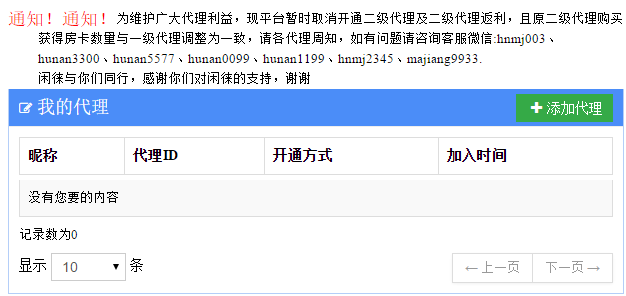 通知！通知！为维护广大代理利益，现平台暂时取消开通二级代理及二级代理返利，且原二级代理购买
获得房卡数量与一级代理调整为一致，请各代理周知，如有问题请咨询客服微信:hnmj003、
hunan3300、hunan5577、hunan0099、hunan1199、hnmj2345、majiang9933.
闲徕与你们同行，感谢你们对闲徕的支持，谢谢
我的代理 添加代理
昵称 代理ID 开通方式 加入时间
没有您要的内容
记录数为0
显示 10 条 ←上一页 下一页→